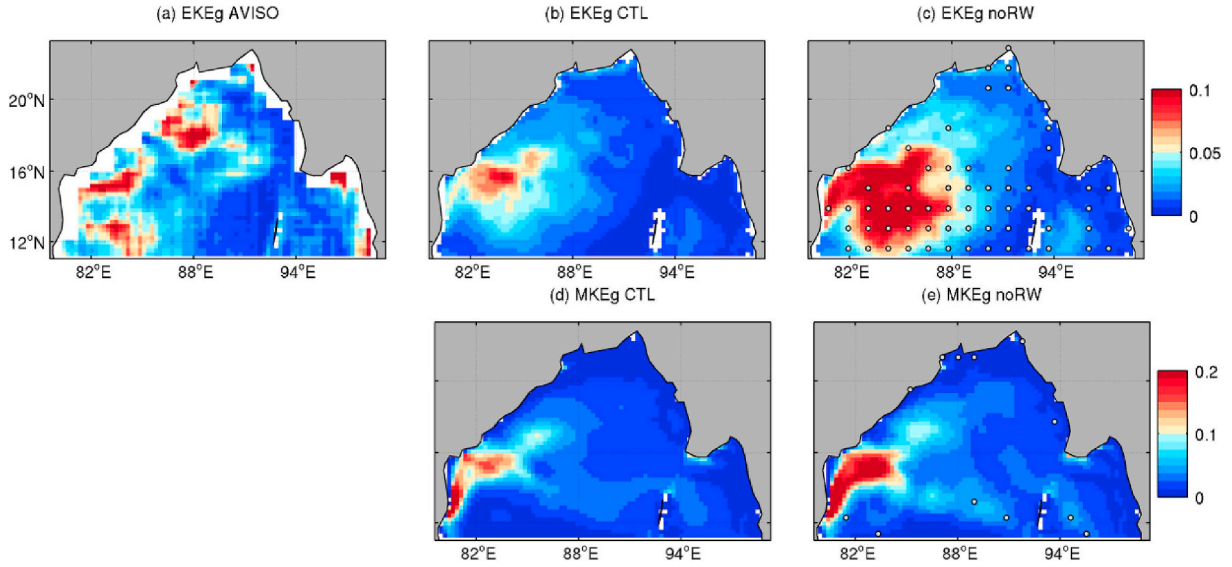 (a) EKEg AVISO
(b) EKEg CTL
(c) EKEg noRW
20°N
16°N
12°N
82°E 88°E 94°E
82°E 88°E 94°E
82°E 88°E 94°E
0.1
0.05
0
(d) MKEg CTL
(e) MKEg noRW
82°E 88°E 94°E
82°E 88°E 94°E
0.2
0.1
0